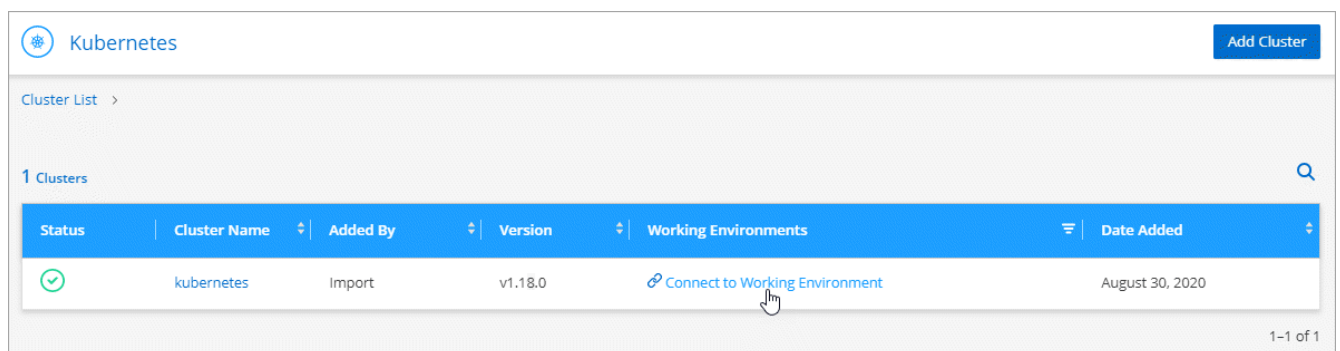 Kubernetes
Add Cluster
Cluster List >
1 Clusters
Status Cluster Name Added By Version Working Environments Date Added
kubernetes Import v1.18.0 Connect to Working Environment August 30, 2020
1–1 of 1